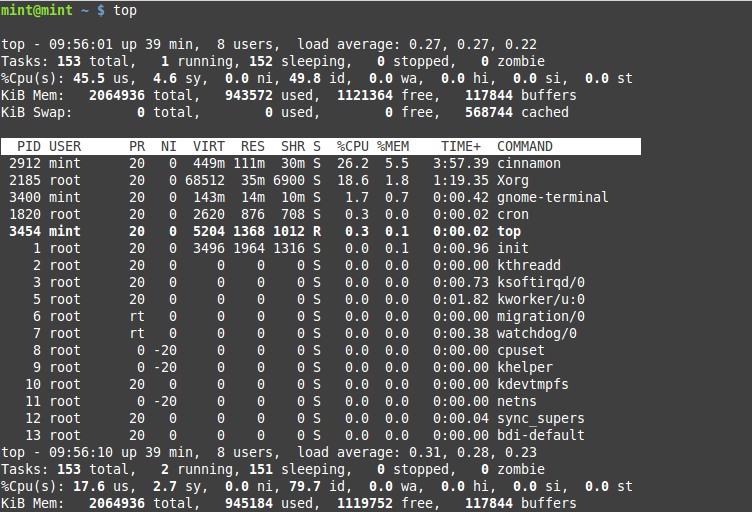 mint@mint ~ $ top
top - 09:56:01 up 39 min,  8 users,  load average: 0.27, 0.27, 0.22
Tasks: 153 total,   1 running, 152 sleeping,   0 stopped,   0 zombie
%Cpu(s): 45.5 us,  4.6 sy,  0.0 ni, 49.8 id,  0.0 wa,  0.0 hi,  0.0 si,  0.0 st
KiB Mem:   2064936 total,   943572 used,  1121364 free,   117844 buffers
KiB Swap:        0 total,        0 used,        0 free,   568744 cached
  PID USER      PR  NI  VIRT  RES  SHR S  %CPU %MEM    TIME+  COMMAND
 2912 mint      20   0  449m 111m  30m S  26.2  5.5   3:57.39 cinnamon
 2185 root      20   0 68512  35m 6900 S  18.6  1.8   1:19.35 Xorg
 3400 mint      20   0  143m  14m  10m S   1.7  0.7   0:00.42 gnome-terminal
 1820 root      20   0  2620  876  708 S   0.3  0.0   0:00.02 cron
 3454 mint      20   0  5204 1368 1012 R   0.3  0.1   0:00.02 top
    1 root      20   0  3496 1964 1316 S   0.0  0.1   0:00.96 init
    2 root      20   0     0    0    0 S   0.0  0.0   0:00.00 kthreadd
    3 root      20   0     0    0    0 S   0.0  0.0   0:00.73 ksoftirqd/0
    5 root      20   0     0    0    0 S   0.0  0.0   0:01.82 kworker/u:0
    6 root      rt   0     0    0    0 S   0.0  0.0   0:00.00 migration/0
    7 root      rt   0     0    0    0 S   0.0  0.0   0:00.38 watchdog/0
    8 root       0 -20     0    0    0 S   0.0  0.0   0:00.00 cpuset
    9 root       0 -20     0    0    0 S   0.0  0.0   0:00.00 khelper
   10 root      20   0     0    0    0 S   0.0  0.0   0:00.00 kdevtmpfs
   11 root       0 -20     0    0    0 S   0.0  0.0   0:00.00 netns
   12 root      20   0     0    0    0 S   0.0  0.0   0:00.04 sync_supers
   13 root      20   0     0    0    0 S   0.0  0.0   0:00.00 bdi-default
top - 09:56:10 up 39 min,  8 users,  load average: 0.31, 0.28, 0.23
Tasks: 153 total,   2 running, 151 sleeping,   0 stopped,   0 zombie
%Cpu(s): 17.6 us,  2.7 sy,  0.0 ni, 79.7 id,  0.0 wa,  0.0 hi,  0.0 si,  0.0 st
KiB Mem:   2064936 total,   945184 used,  1119752 free,   117844 buffers